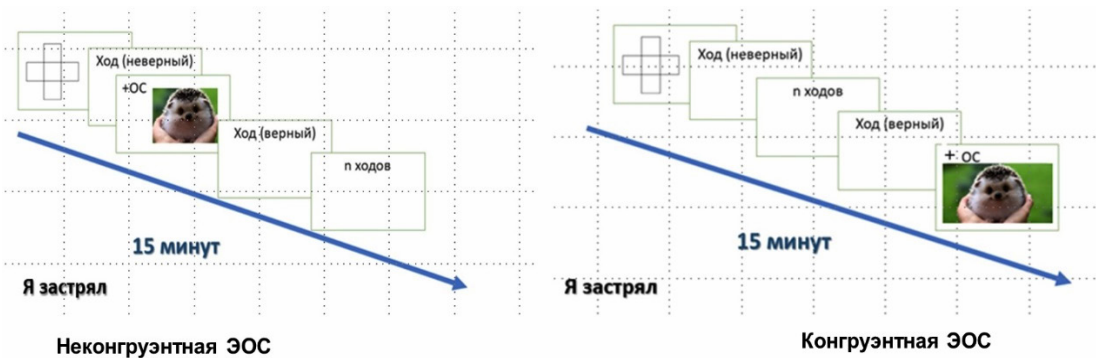 Ход (неверный)
+ОС
Ход (верный)
n ходов
15 минут
Я застрял
Неконгруэнтная ЭОС
Ход (неверный)
n ходов
Ход (верный)
+ ОС
15 минут
Я застрял
Конгруэнтная ЭОС